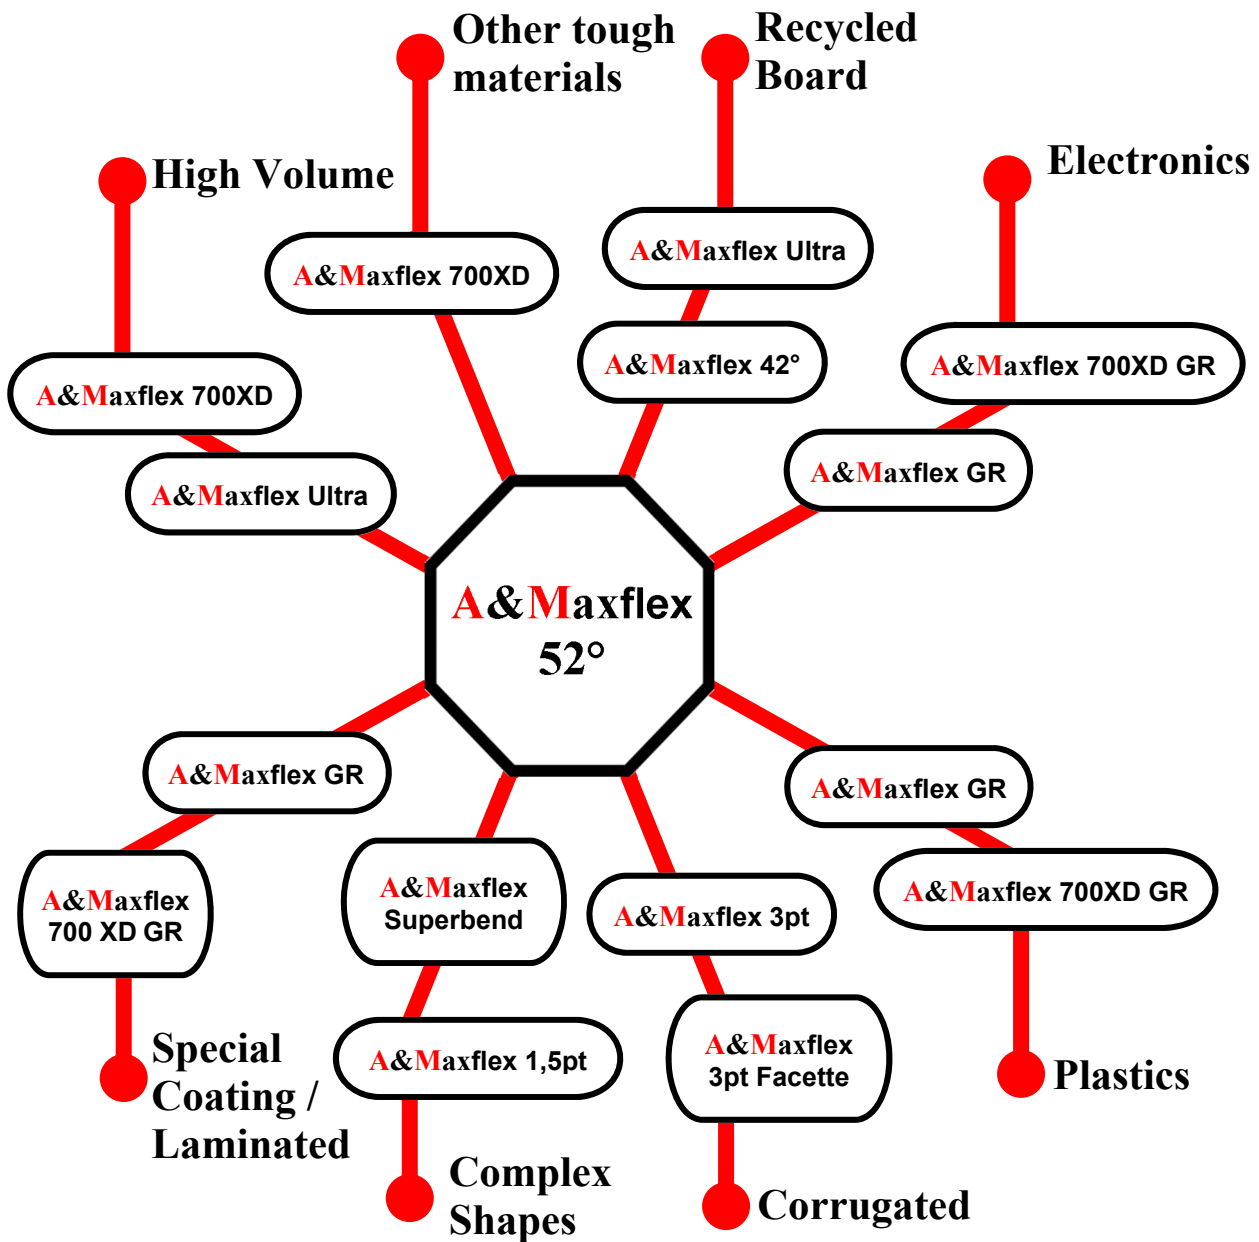 Other tough
materials
Recycled
Board
High Volume
Electronics
A&Maxflex 700XD
A&Maxflex Ultra
A&Maxflex 700XD
A&Maxflex 42°
A&Maxflex 700XD GR
A&Maxflex Ultra
A&Maxflex GR
A&Maxflex
52°
A&Maxflex GR
A&Maxflex GR
A&Maxflex
700 XD GR
A&Maxflex
Superbend
A&Maxflex 3pt
A&Maxflex 700XD GR
Special
Coating /
Laminated
A&Maxflex 1,5pt
A&Maxflex
3pt Facette
Plastics
Complex
Shapes
Corrugated